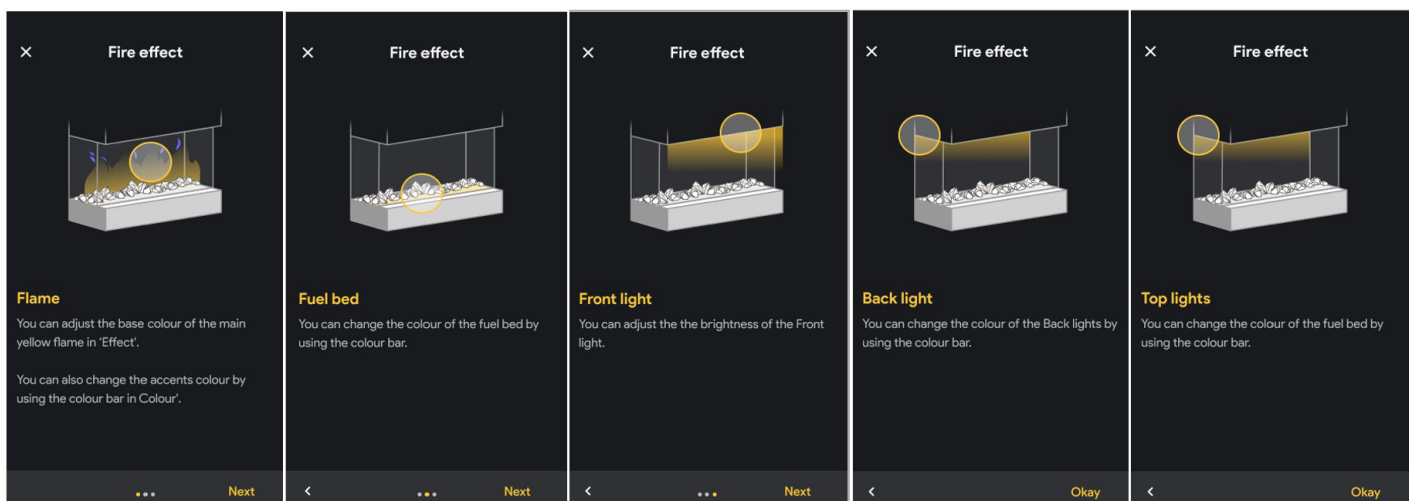 Fire effect
Flame
You can adjust the base colour of the main
yellow flame in 'Effect'.
You can also change the accents colour by
using the colour bar in Colour'.
Next
Fire effect
Fuel bed
You can change the colour of the fuel bed by
using the colour bar.
Next
Fire effect
Front light
You can adjust the the brightness of the Front
light.
Next
Fire effect
Back light
You can change the colour of the Back lights by
using the colour bar.
Okay
Fire effect
Top lights
You can change the colour of the fuel bed by
using the colour bar.
Okay